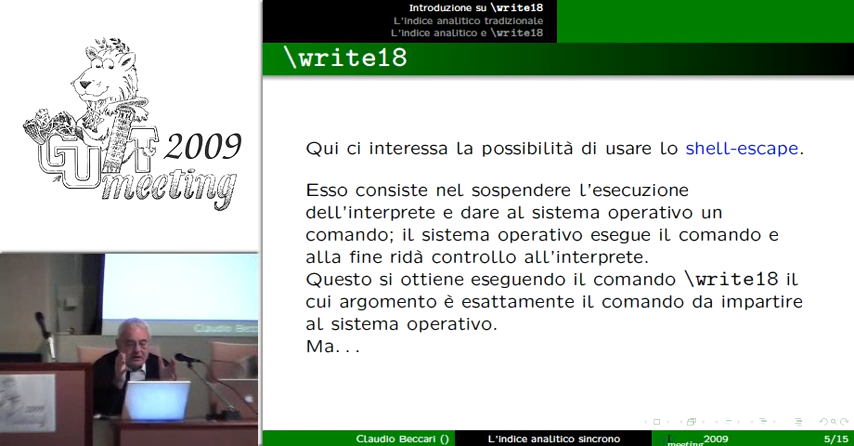 Introduzione su \write18
L'indice analitico tradizionale
L'indice analitico e \write18
\write18
GUIT 2009
meeting
Qui ci interessa la possibilità di usare lo shell-escape.
Esso consiste nel sospendere l'esecuzione
dell'interprete e dare al sistema operativo un
comando; il sistema operativo esegue il comando e
alla fine ridà controllo all'interprete.
Questo si ottiene eseguendo il comando \write18 il
cui argomento è esattamente il comando da impartire
al sistema operativo.
Ma...
Claudio Becc
Claudio Beccari ()
L'indice analitico sincrono
meeting2009
5/15